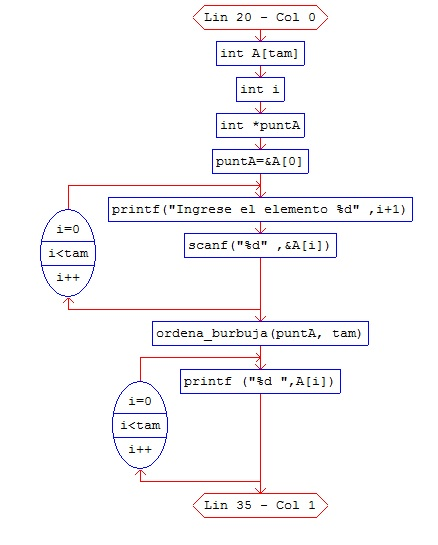 Lin 20 - Col 0
int A[tam]
int i
int *puntA
puntA=&A[0]
printf("Ingrese el elemento %d" ,i+1)
i=0
i<tam
i++
scanf("%d" ,&A[i])
ordena_burbuja(puntA, tam)
printf ("%d ",A[i])
i=0
i<tam
i++
Lin 35 - Col 1